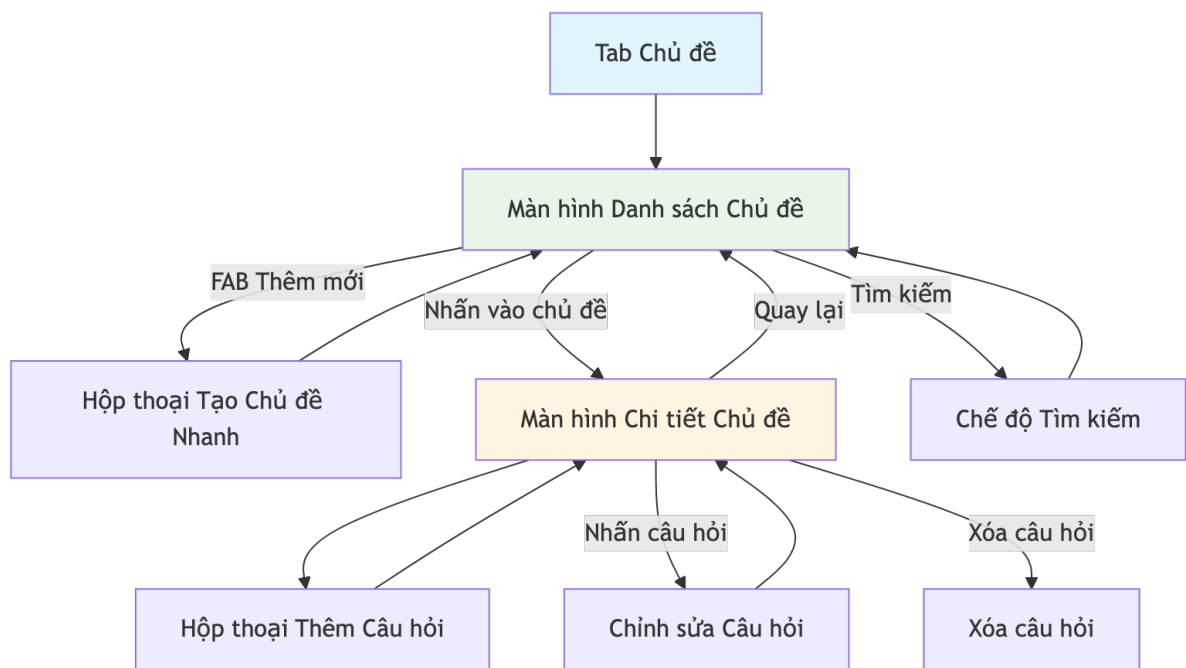 Tab Chủ đề
Màn hình Danh sách Chủ đề
FAB Thêm mới
Nhấn vào chủ đề
Quay lại
Tìm kiếm
Hộp thoại Tạo Chủ đề
Nhanh
Màn hình Chi tiết Chủ đề
Chế độ Tìm kiếm
Nhấn câu hỏi
Xóa câu hỏi
Hộp thoại Thêm Câu hỏi
Chỉnh sửa Câu hỏi
Xóa câu hỏi